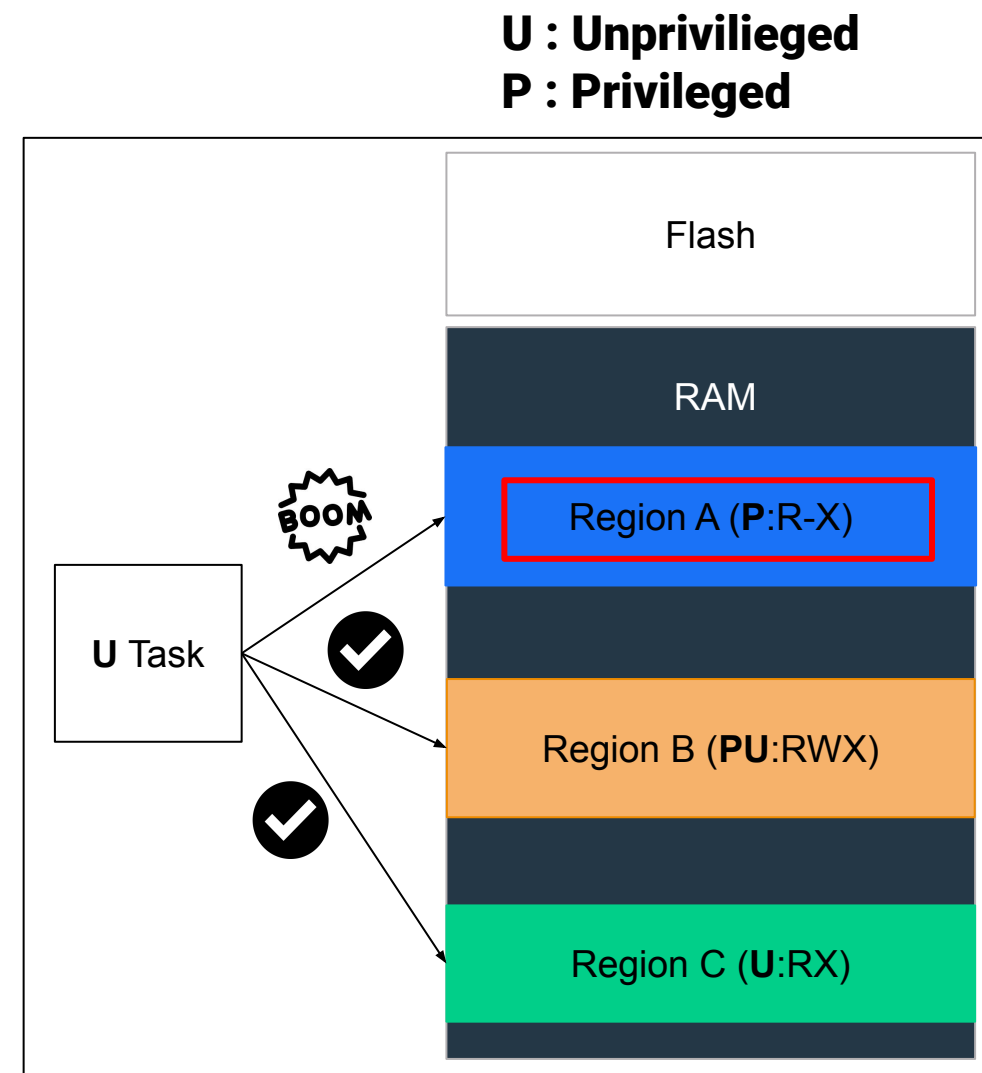 U : Unprivilieged
P : Privileged
Flash
RAM
BOOM
Region A (P:R-X)
U Task
Region B (PU:RWX)
Region C (U:RX)